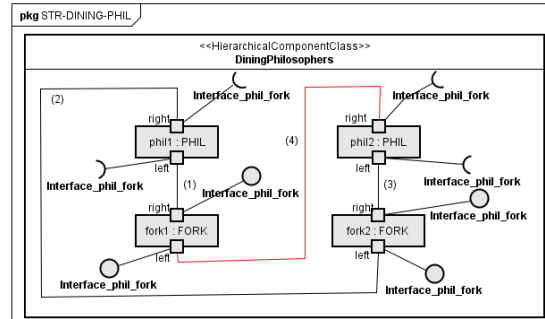 pkg STR-DINING-PHIL
<<HierarchicalComponentClass>>
DiningPhilosophers
(2)
Interface_phil_fork
Interface_phil_fork
right
right
(4)
phil1 : PHIL
phil2 : PHIL
left
left
Interface_phil_fork
(1)
Interface_phil_fork
(3)
Interface_phil_fork
Interface_phil_fork
right
right
fork1 : FORK
fork2 : FORK
left
left
Interface_phil_fork
Interface_phil_fork